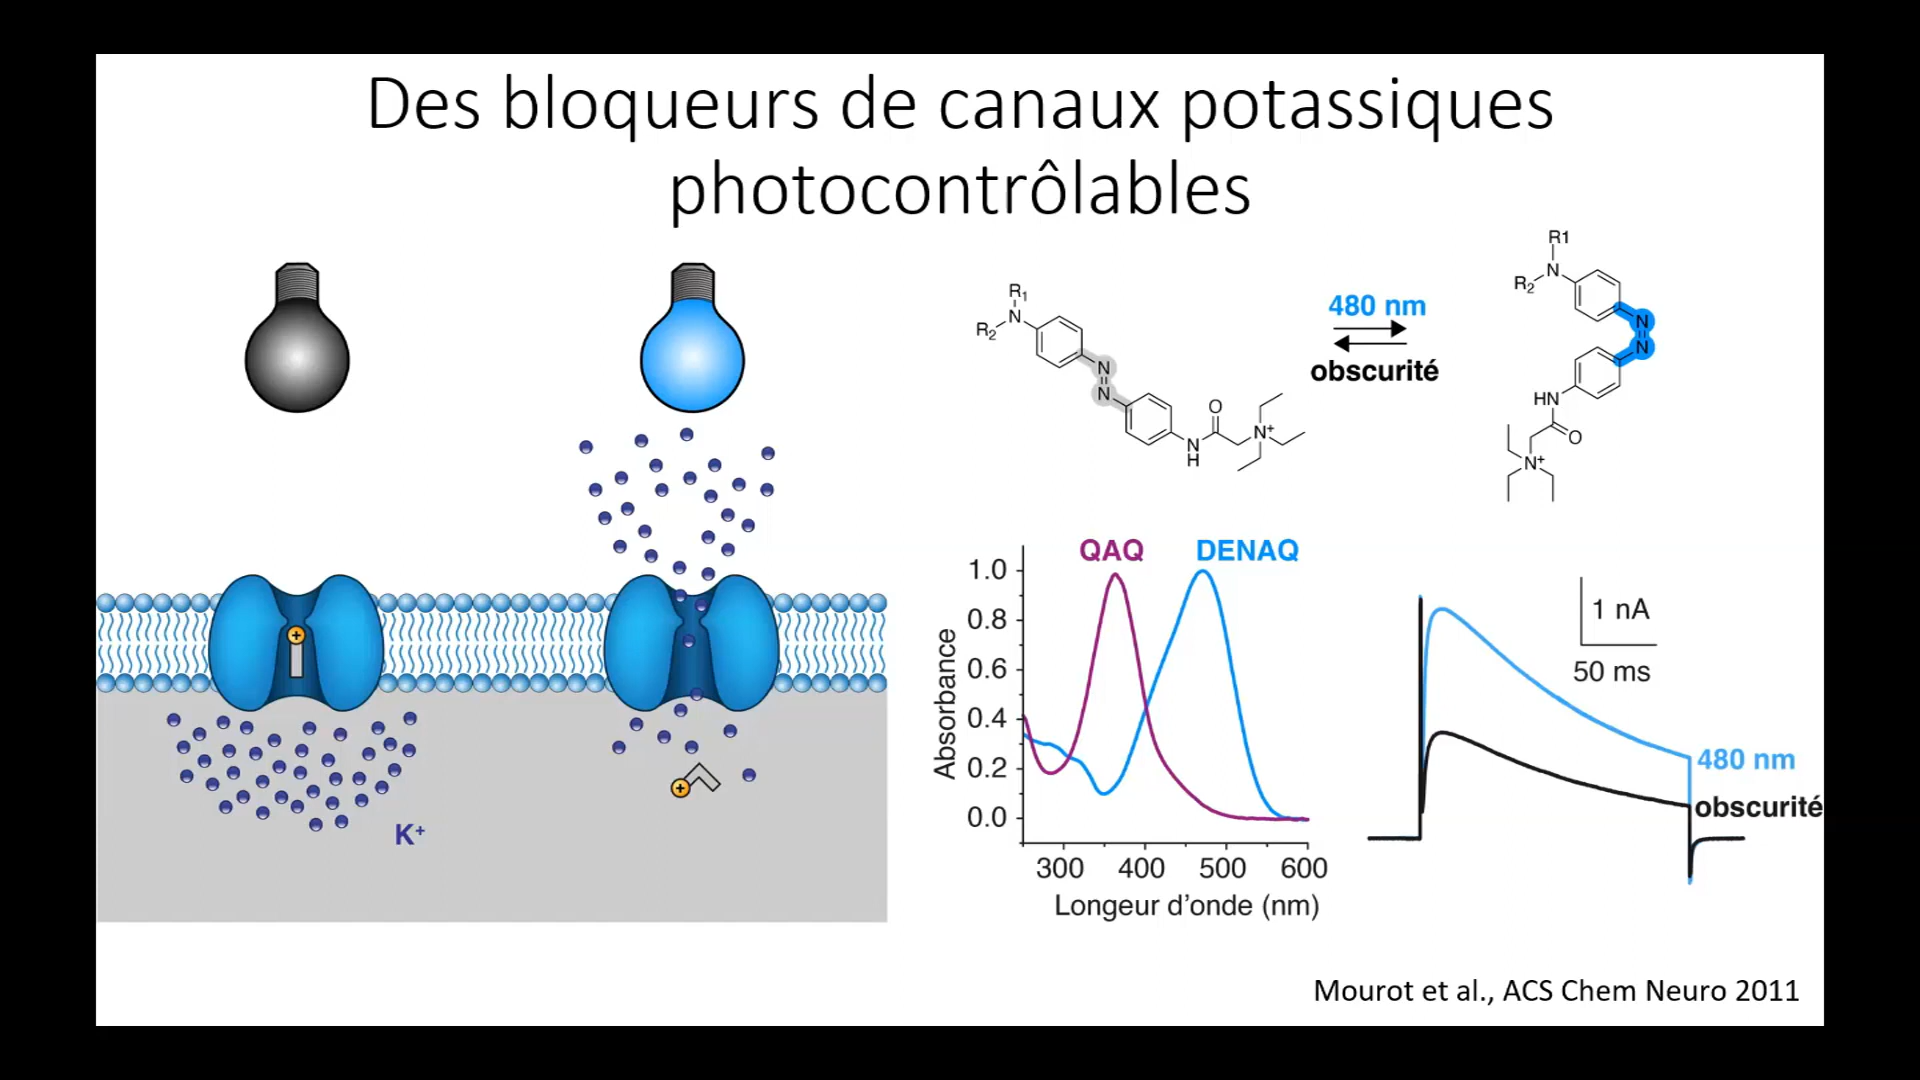 Des bloqueurs de canaux potassiques
photocontrôlables
R1
N
R2
N
N
N
H
O
N+
480 nm
obscurité
R1
N
R2
N
N
HN
O
N+
+
+
K+
QAQ
DENAQ
Absorbance
1.0
0.8
0.6
0.4
0.2
0.0
300
400
500
600
Longeur d’onde (nm)
1 nA
50 ms
480 nm
obscurité
Mourot et al., ACS Chem Neuro 2011